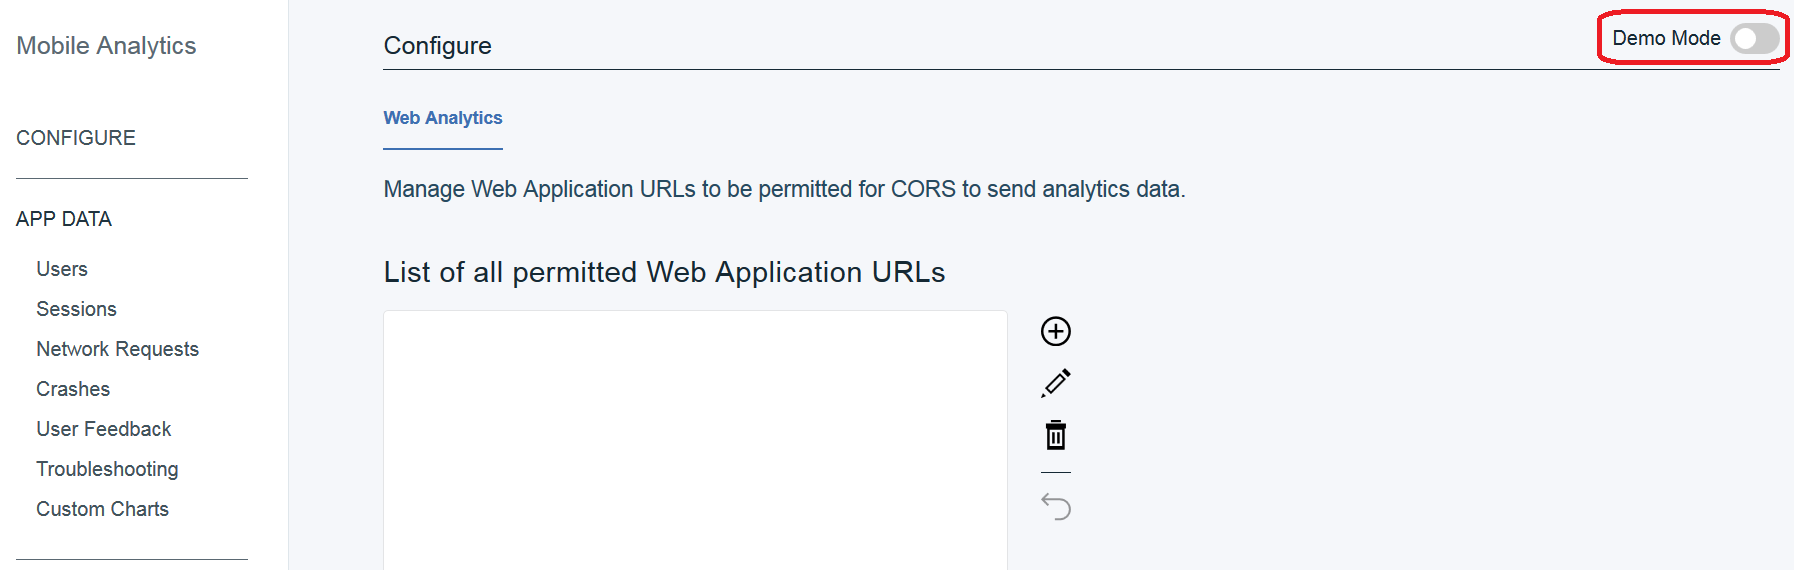 Mobile Analytics
CONFIGURE
APP DATA
Users
Sessions
Network Requests
Crashes
User Feedback
Troubleshooting
Custom Charts
Configure
Demo Mode
Web Analytics
Manage Web Application URLs to be permitted for CORS to send analytics data.
List of all permitted Web Application URLs